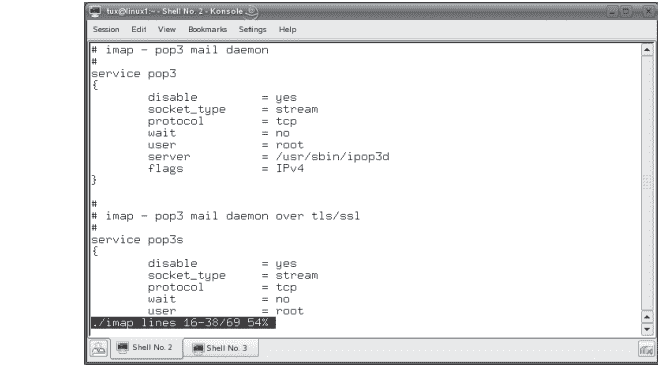 tux@linux1:~ - Shell No. 2 - Konsole
Session Edit View Bookmarks Settings Help
# imap - pop3 mail daemon
#
service pop3
{
        disable         = yes
        socket_type     = stream
        protocol        = tcp
        wait            = no
        user            = root
        server          = /usr/sbin/ipop3d
        flags           = IPv4
}
#
# imap - pop3 mail daemon over tls/ssl
#
service pop3s
{
        disable         = yes
        socket_type     = stream
        protocol        = tcp
        wait            = no
        user            = root
./imap lines 16-38/69 54%
Shell No. 2 Shell No. 3